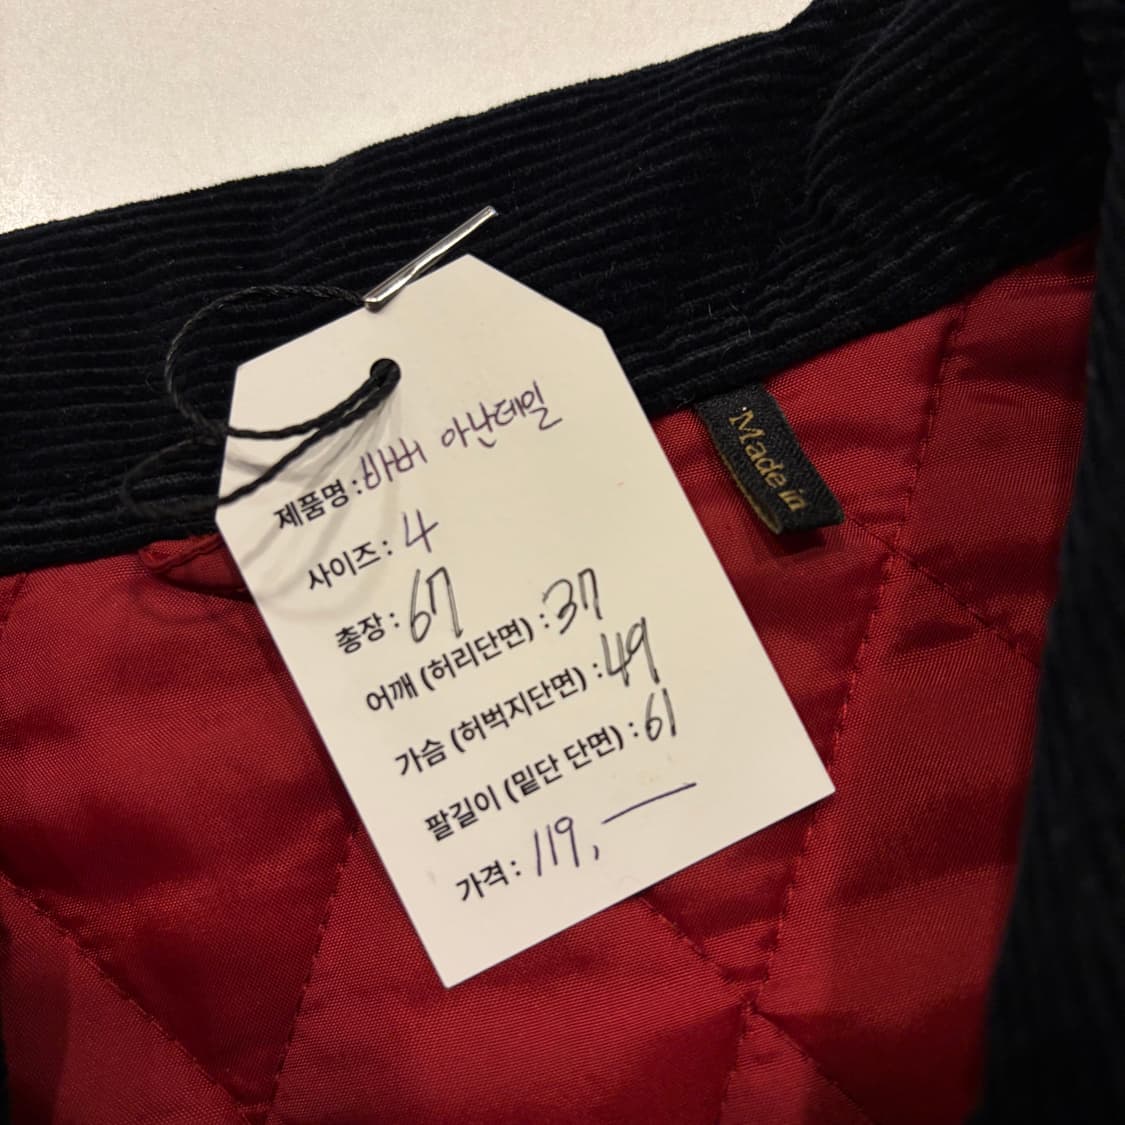 제품명 : 바버 아난데일
사이즈 : 4
총장 : 67
어깨 (허리단면) : 37
가슴 (허벅지단면) : 49
팔길이 (밑단 단면) : 61
가격 : 119,—
Made in